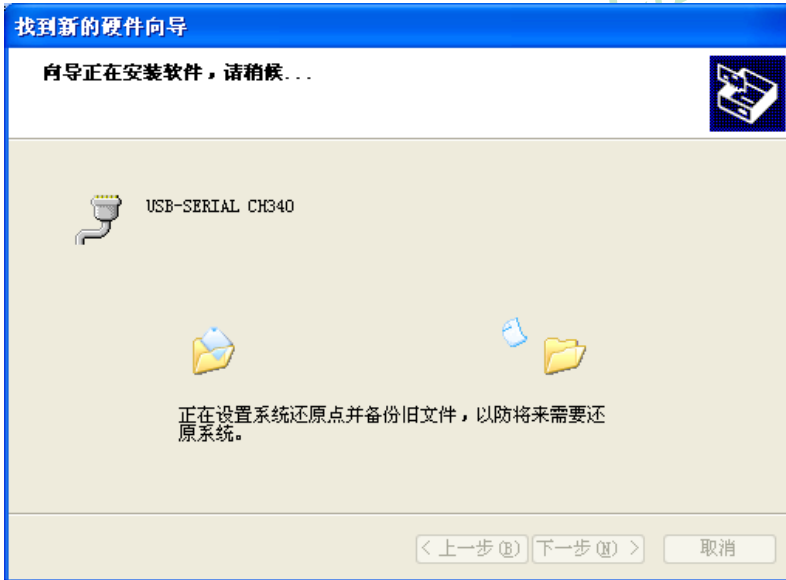 找到新的硬件向导
向导正在安装软件，请稍候...
USB-SERIAL CH340
正在设置系统还原点并备份旧文件，以防将来需要还
原系统。
< 上一步(B) 下一步(N) > 取消